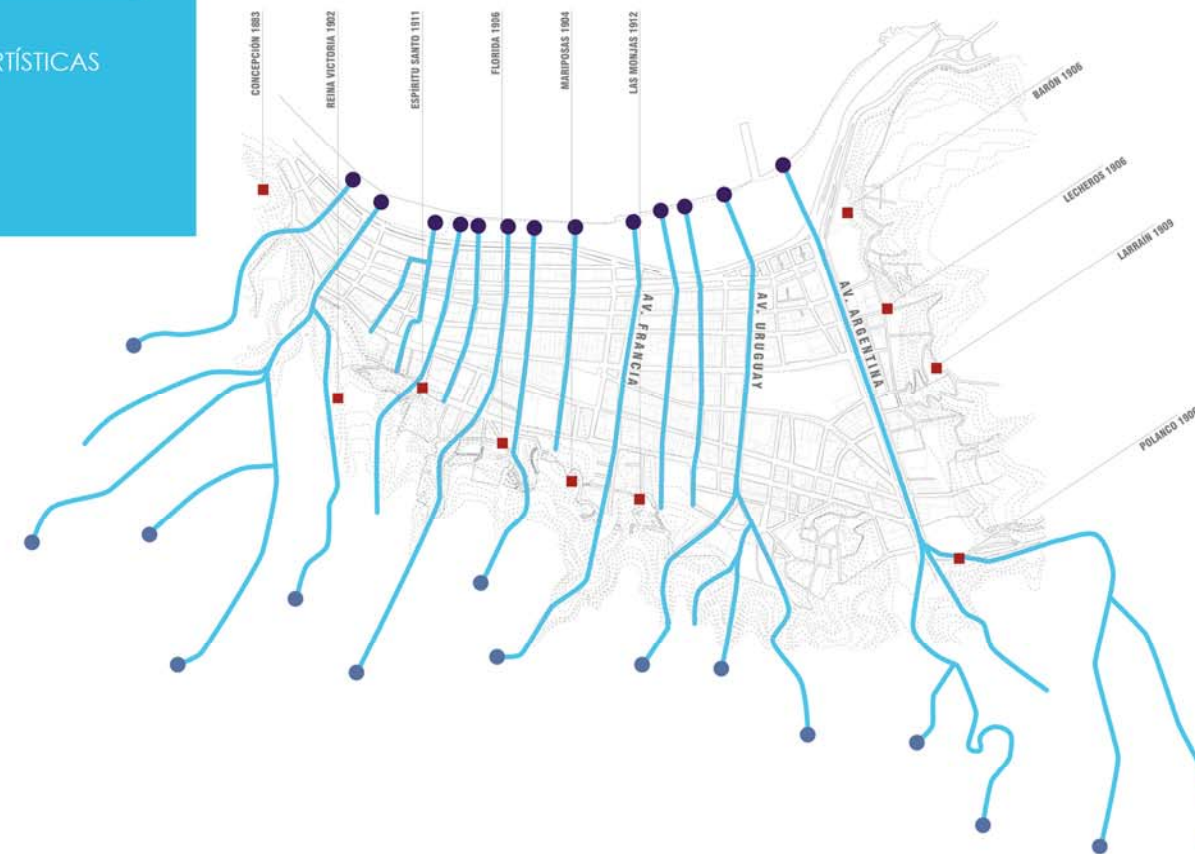 RTÍSTICAS
CONCEPCIÓN 1883
REINA VICTORIA 1902
ESPÍRITU SANTO 1911
FLORIDA 1906
MARIPOSAS 1904
LAS MONJAS 1912
BARÓN 1906
LECHEROS 1906
LARRAÍN 1909
POLANCO
AV. FRANCIA
AV. URUGUAY
AV. ARGENTINA